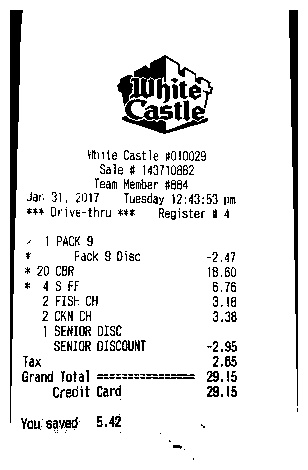 White Castle
White Castle #010029
Sale # 143710882
Team Member #884
Jan 31, 2017 Tuesday 12:43:53 pm
*** Drive-thru *** Register # 4
1 PACK 9
* Pack 9 Disc -2.47
* 20 CBR 18.60
* 4 S FF 6.76
2 FISH CH 3.18
2 CKN CH 3.38
1 SENIOR DISC
SENIOR DISCOUNT -2.95
Tax 2.65
Grand Total ================ 29.15
Credit Card 29.15
You saved 5.42